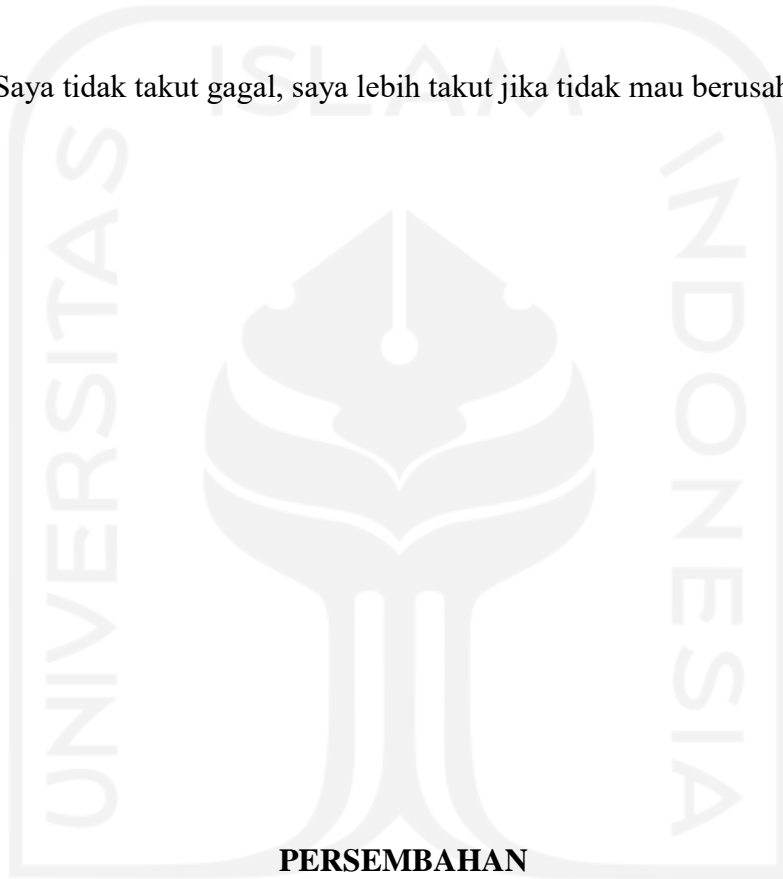 Saya tidak takut gagal, saya lebih takut jika tidak mau berusah
ISLAM
UNIVERSITAS
INDONESIA
PERSEMBAHAN